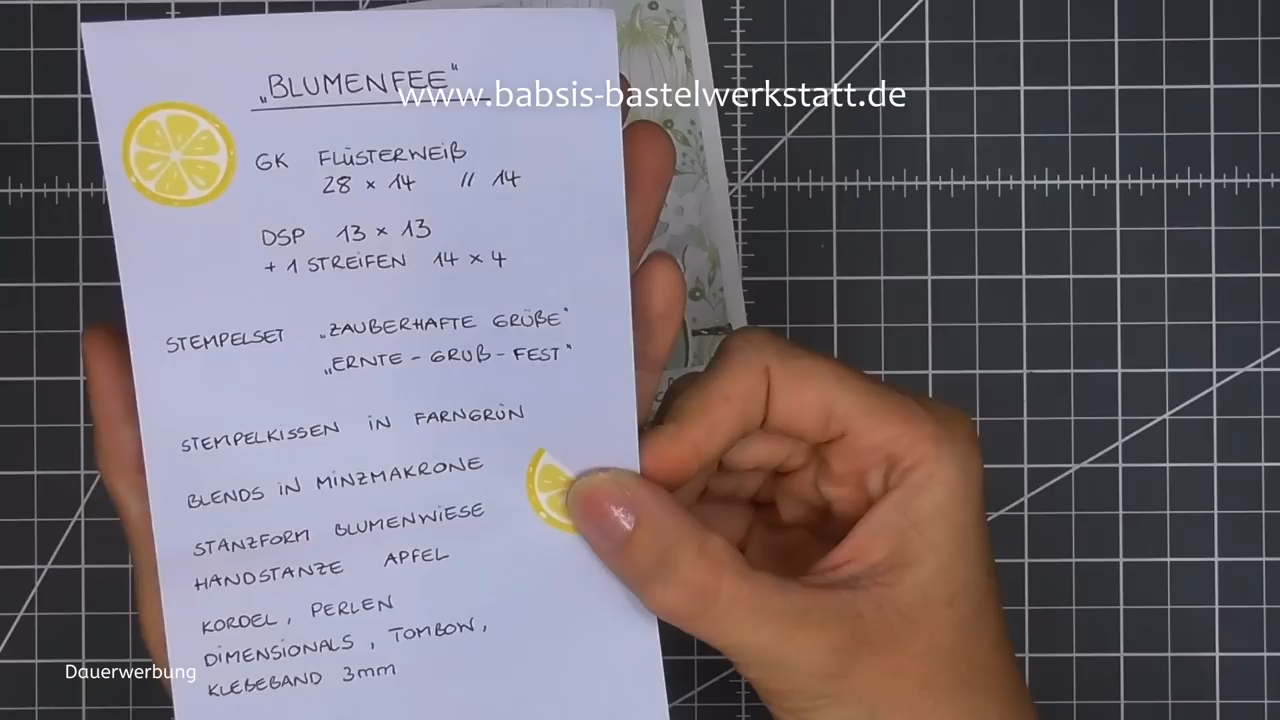 „BLUMENFEE“
www.babsis-bastelwerkstatt.de
GK FLÜSTERWEIß
28 x 14 // 14
DSP 13 x 13
+ 1 STREIFEN 14 x 4
STEMPELSET „ZAUBERHAFTE GRÜßE“
„ERNTE - GRUß - FEST“
STEMPELKISSEN IN FARNGRÜN
BLENDS IN MINZMAKRONE
STANZFORM BLUMENWIESE
HANDSTANZE APFEL
KORDEL, PERLEN
DIMENSIONALS, TOMBOW,
KLEBEBAND 3mm
Dauerwerbung